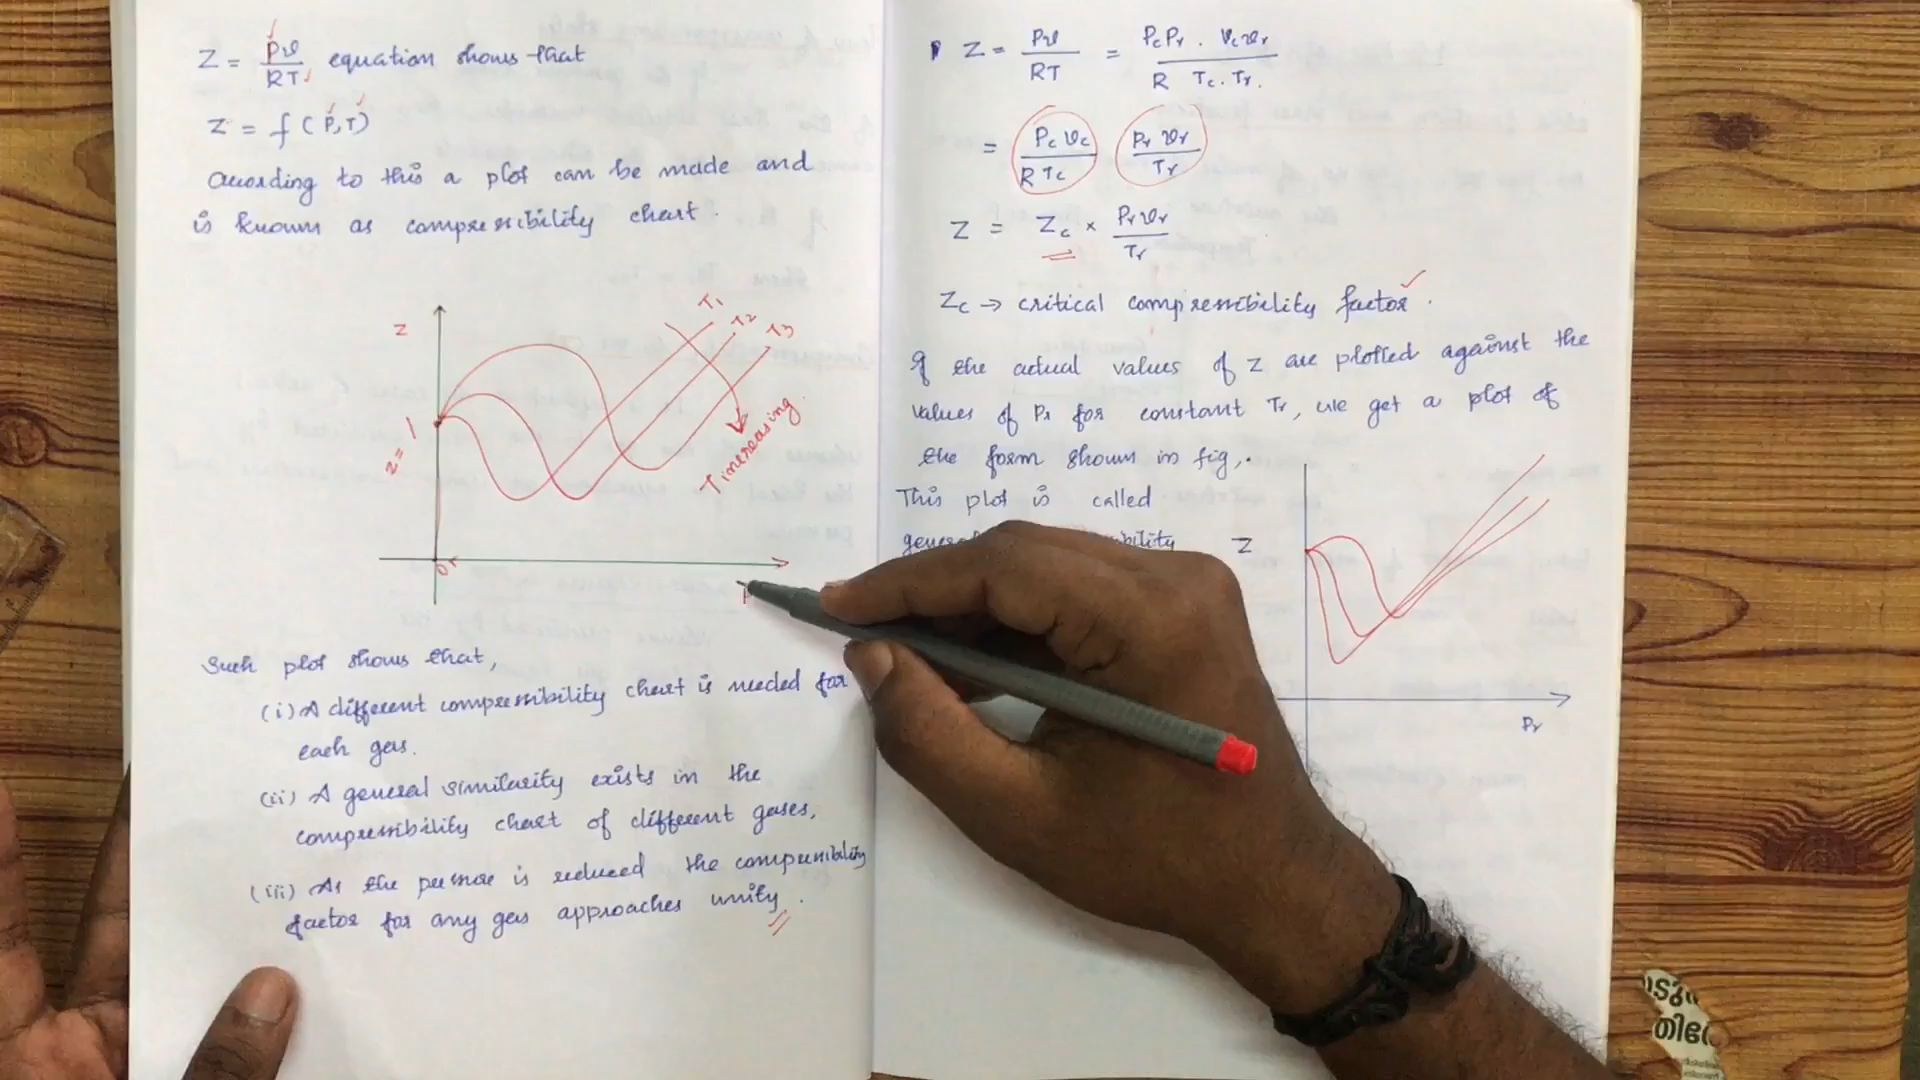 Z = Pv / RT equation shows that
Z = f (P, T)
According to this a plot can be made and
is known as compressibility chart.
Z
T1
T2
T3
1
Z =
T increasing
Such plot shows that,
(i) A different compressibility chart is needed for
each gas.
(ii) A general similarity exists in the
compressibility chart of different gases,
(iii) As the pressure is reduced the compressibility
factor for any gas approaches unity.
Z = Pv / RT = PcPr . vcvr / R Tc . Tr.
= Pc vc / R Tc Pr vr / Tr
Z = Zc × Pr vr / Tr
Zc → critical compressibility factor.
If the actual values of Z are plotted against the
values of Pr for constant Tr, we get a plot of
the form shown in fig,.
This plot is called
Z
Pr